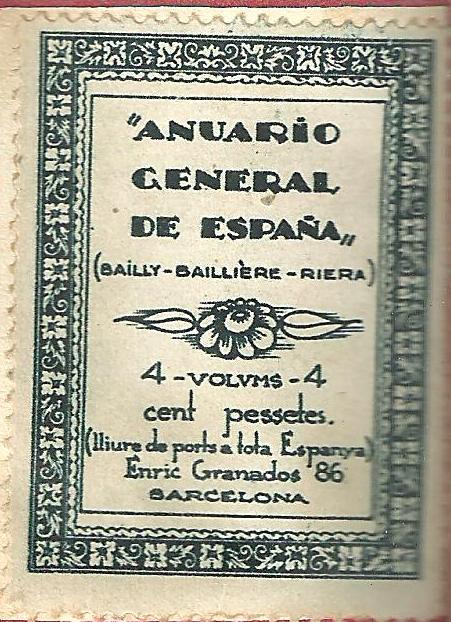 "ANUARIO
GENERAL
DE ESPAÑA"
(BAILLY-BAILLIÈRE-RIERA)
4-VOLVMS-4
cent pessetes.
(lliure de ports a tota Espanya)
Enric Granados 86
BARCELONA